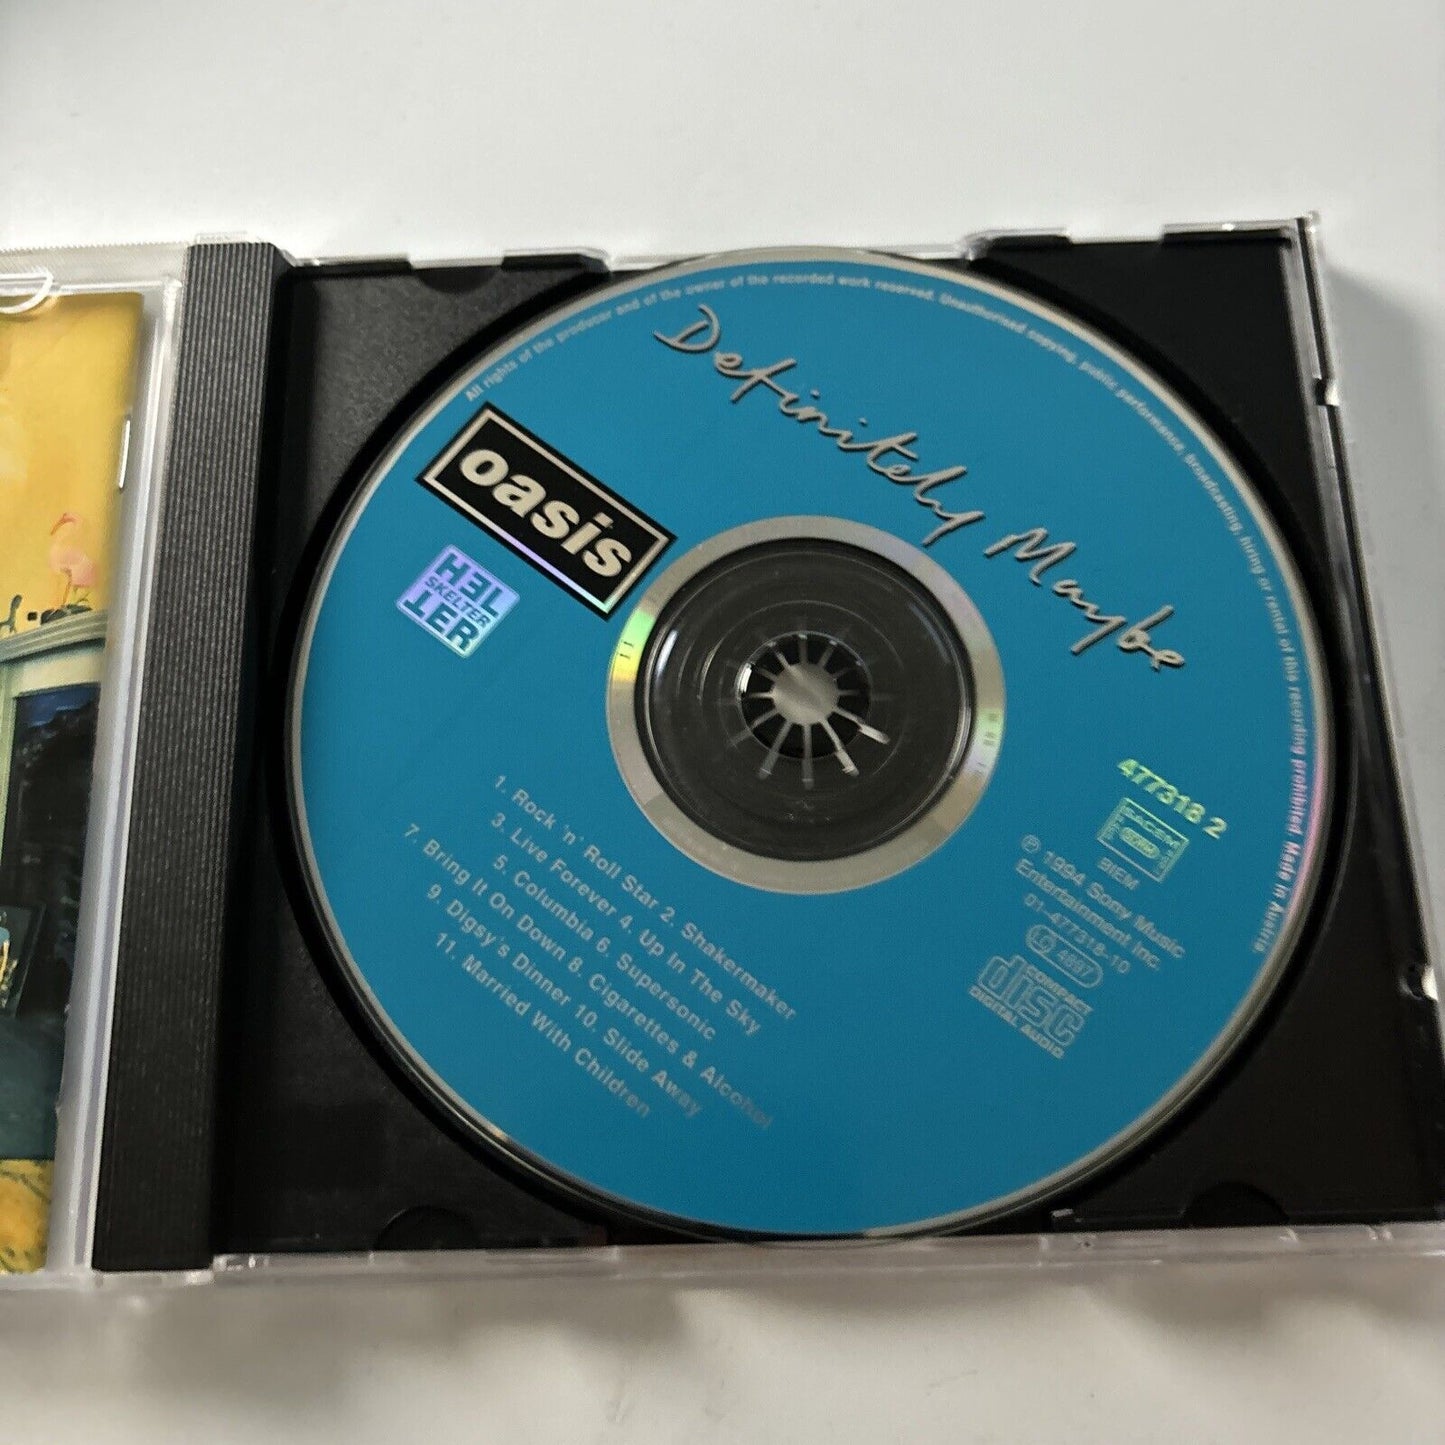 All rights of the producer and of the owner of the recorded work reserved. Unauthorised copying, public performance, broadcasting, hiring or rental of this recording prohibited. Made in Austria
Definitely Maybe
oasis
HEL
SKELTER
TER
477318 2
SACEM
BIEM
℗ 1994 Sony Music
Entertainment Inc.
01-477318-10
LC 4667
COMPACT
disc
DIGITAL AUDIO
1. Rock 'n' Roll Star 2. Shakermaker
3. Live Forever 4. Up In The Sky
5. Columbia 6. Supersonic
7. Bring It On Down 8. Cigarettes & Alcohol
9. Digsy's Dinner 10. Slide Away
11. Married With Children